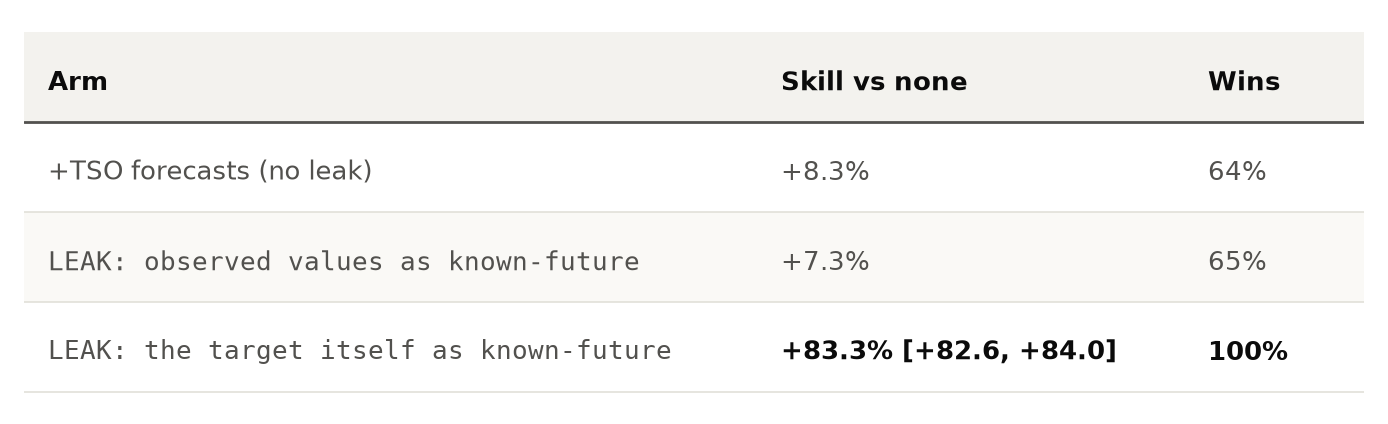 Arm Skill vs none Wins
+TSO forecasts (no leak) +8.3% 64%
LEAK: observed values as known-future +7.3% 65%
LEAK: the target itself as known-future +83.3% [+82.6, +84.0] 100%